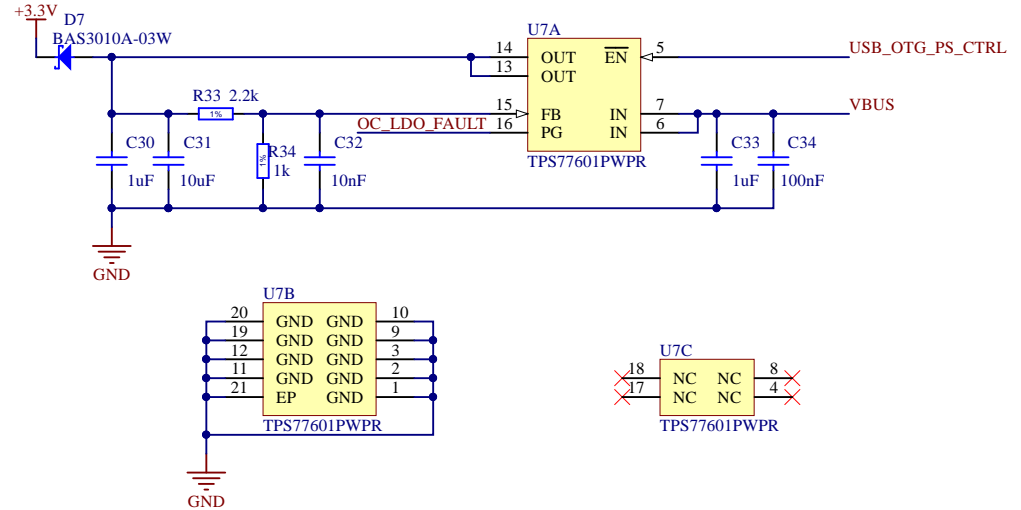 +3.3V
D7
BAS3010A-03W
U7A
14 OUT EN 5 USB_OTG_PS_CTRL
13 OUT
R33 2.2k
1%
15 FB IN 7 VBUS
OC_LDO_FAULT 16 PG IN 6
C30 C31 R34 C32 C33 C34
1%
1uF 10uF 1k 10nF TPS77601PWPR 1uF 100nF
GND
U7B
20 GND GND 10
19 GND GND 9
12 GND GND 3
11 GND GND 2
21 EP GND 1
TPS77601PWPR
GND
U7C
18 NC NC 8
17 NC NC 4
TPS77601PWPR